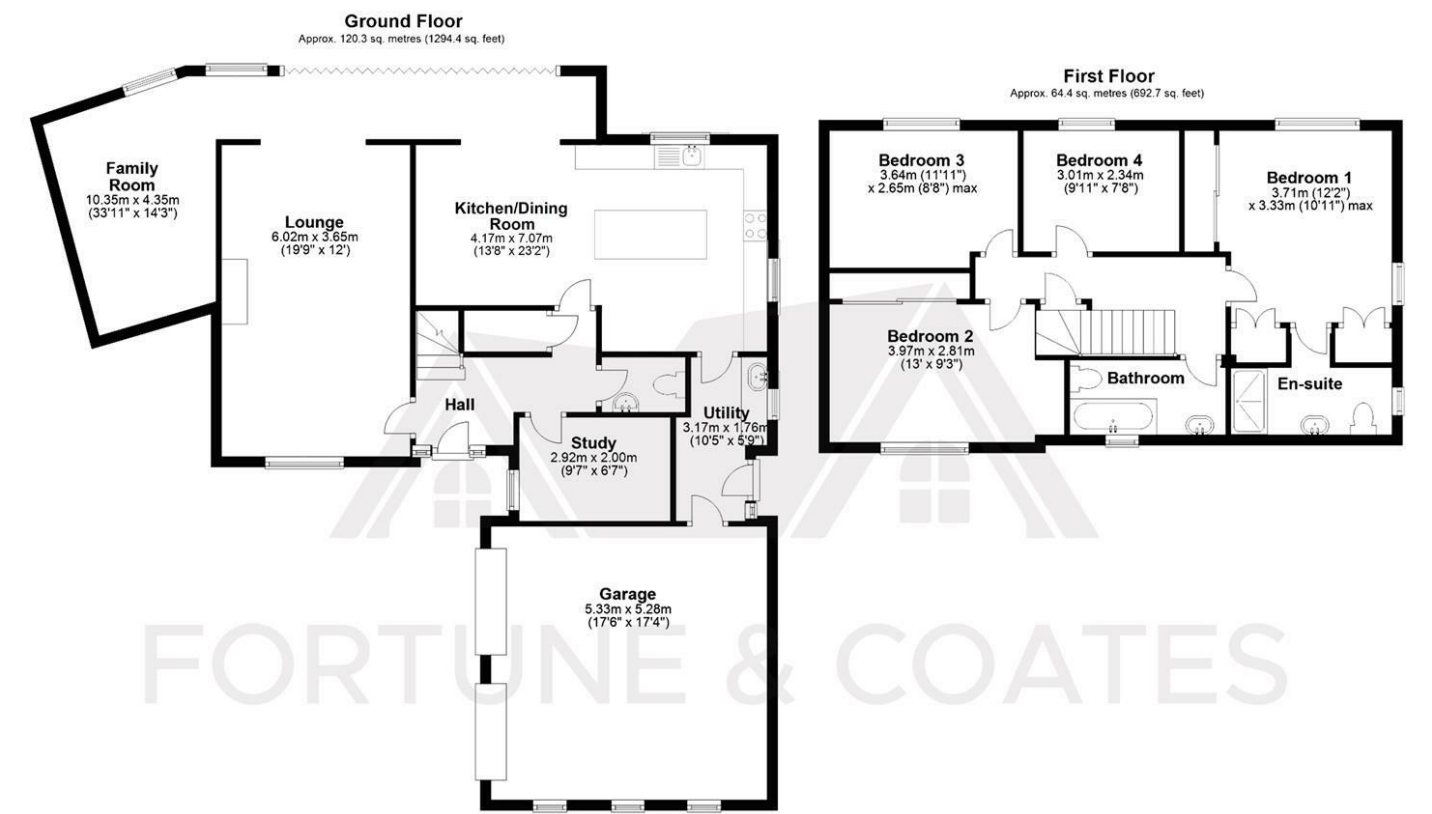 Ground Floor
Approx. 120.3 sq. metres (1294.4 sq. feet)
Family
Room
10.35m x 4.35m
(33'11" x 14'3")
Lounge
6.02m x 3.65m
(19'9" x 12')
Kitchen/Dining
Room
4.17m x 7.07m
(13'8" x 23'2")
Hall
Study
2.92m x 2.00m
(9'7" x 6'7")
Utility
3.17m x 1.76m
(10'5" x 5'9")
Garage
5.33m x 5.28m
(17'6" x 17'4")
First Floor
Approx. 64.4 sq. metres (692.7 sq. feet)
Bedroom 3
3.64m (11'11")
x 2.65m (8'8") max
Bedroom 4
3.01m x 2.34m
(9'11" x 7'8")
Bedroom 1
3.71m (12'2")
x 3.33m (10'11") max
Bedroom 2
3.97m x 2.81m
(13' x 9'3")
Bathroom
En-suite
FORTUNE & COATES